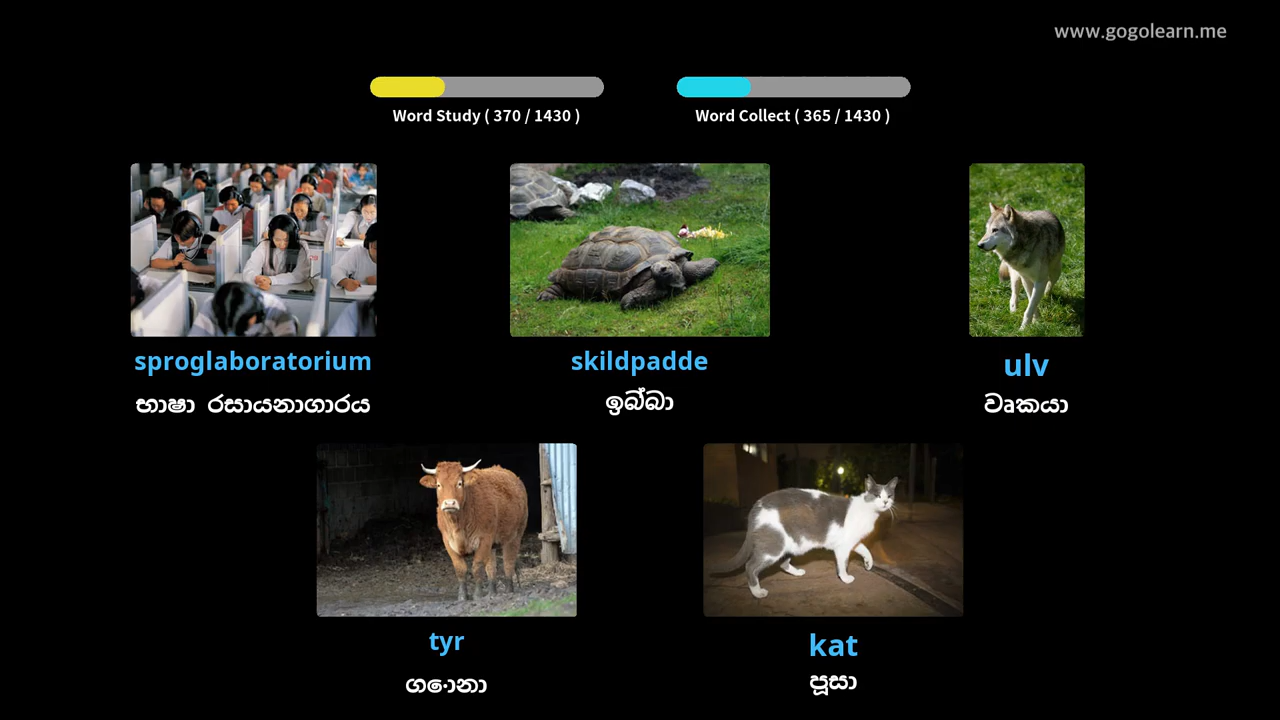 www.gogolearn.me
Word Study ( 370 / 1430 )
Word Collect ( 365 / 1430 )
sproglaboratorium
skildpadde
ulv
භාෂා රසායනාගාරය
ඉබ්බා
වෘකයා
tyr
kat
ගොනා
පූසා